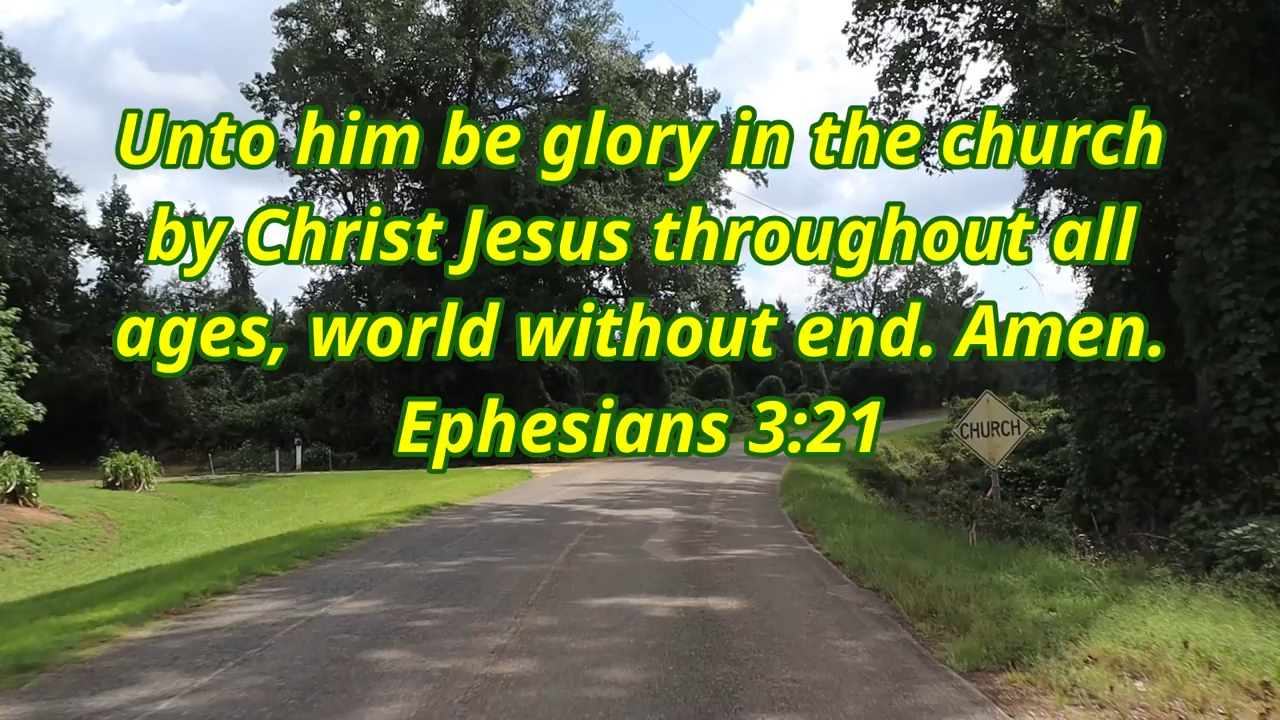 Unto him be glory in the church
by Christ Jesus throughout all
ages, world without end. Amen.
Ephesians 3:21
CHURCH